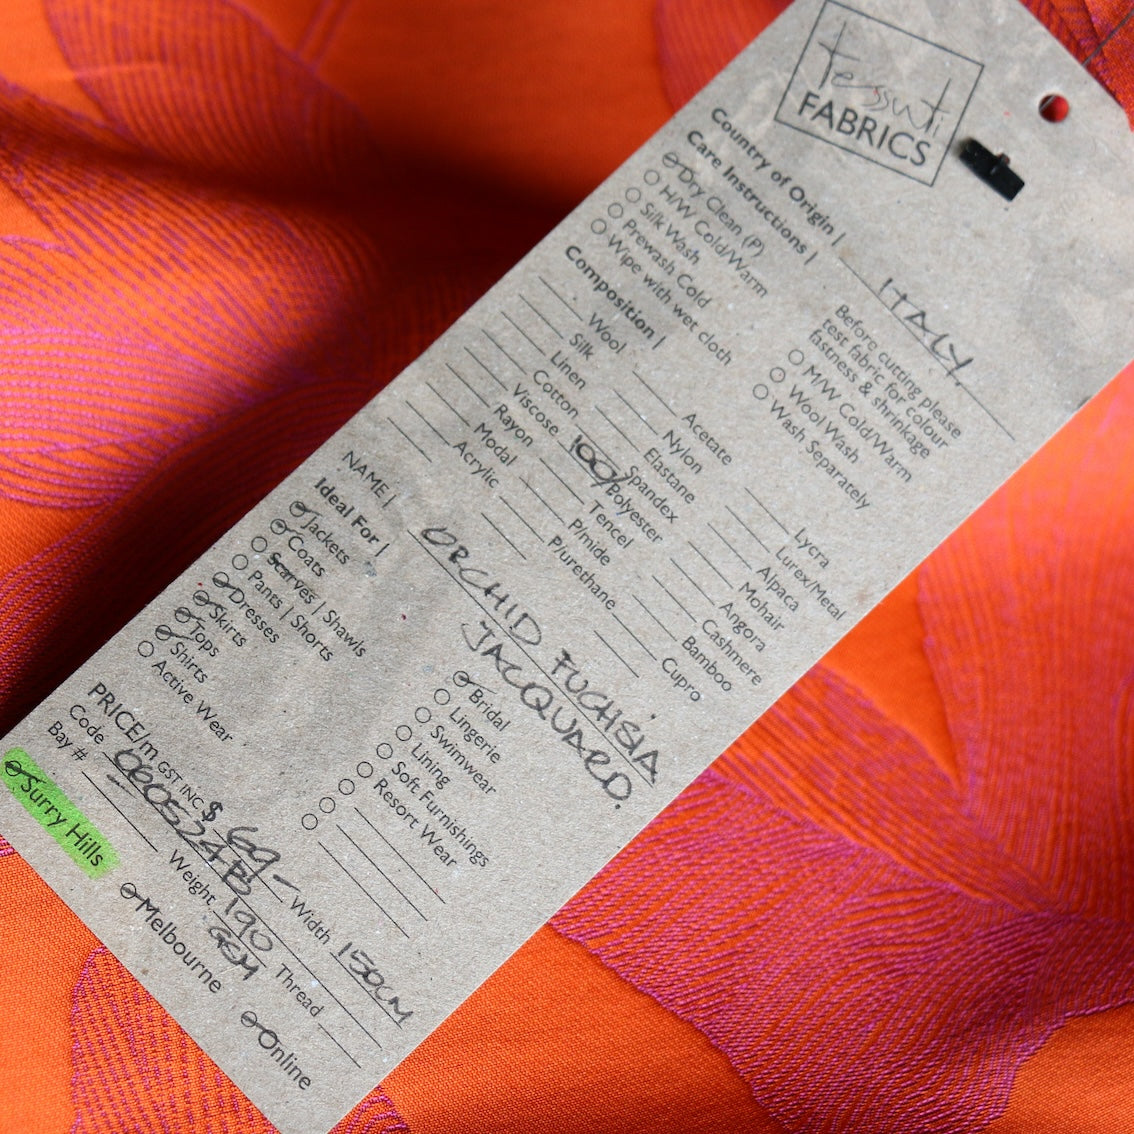 Tessuti
FABRICS
Country of Origin | ITALY.
Care Instructions |
Dry Clean (P)
H/W Cold/Warm
Silk Wash
Prewash Cold
Wipe with wet cloth
Before cutting please
test fabric for colour
fastness & shrinkage
M/W Cold/Warm
Wool Wash
Wash Separately
Composition |
Wool
Silk
Linen
Cotton
Viscose
Rayon
Modal
Acrylic
Acetate
Nylon
Elastane
Spandex
100% Polyester
Tencel
P/mide
P/urethane
Lycra
Lurex/Metal
Alpaca
Mohair
Angora
Cashmere
Bamboo
Cupro
NAME | ORCHID FUCHSIA
JACQUARD.
Ideal For |
Jackets
Coats
Scarves | Shawls
Pants | Shorts
Dresses
Skirts
Tops
Shirts
Active Wear
Bridal
Lingerie
Swimwear
Lining
Soft Furnishings
Resort Wear
PRICE/m GST INC $ 69- Width 150CM
Code 060524B
Weight 190 GSM Thread
Bay #
Surry Hills
Melbourne
Online